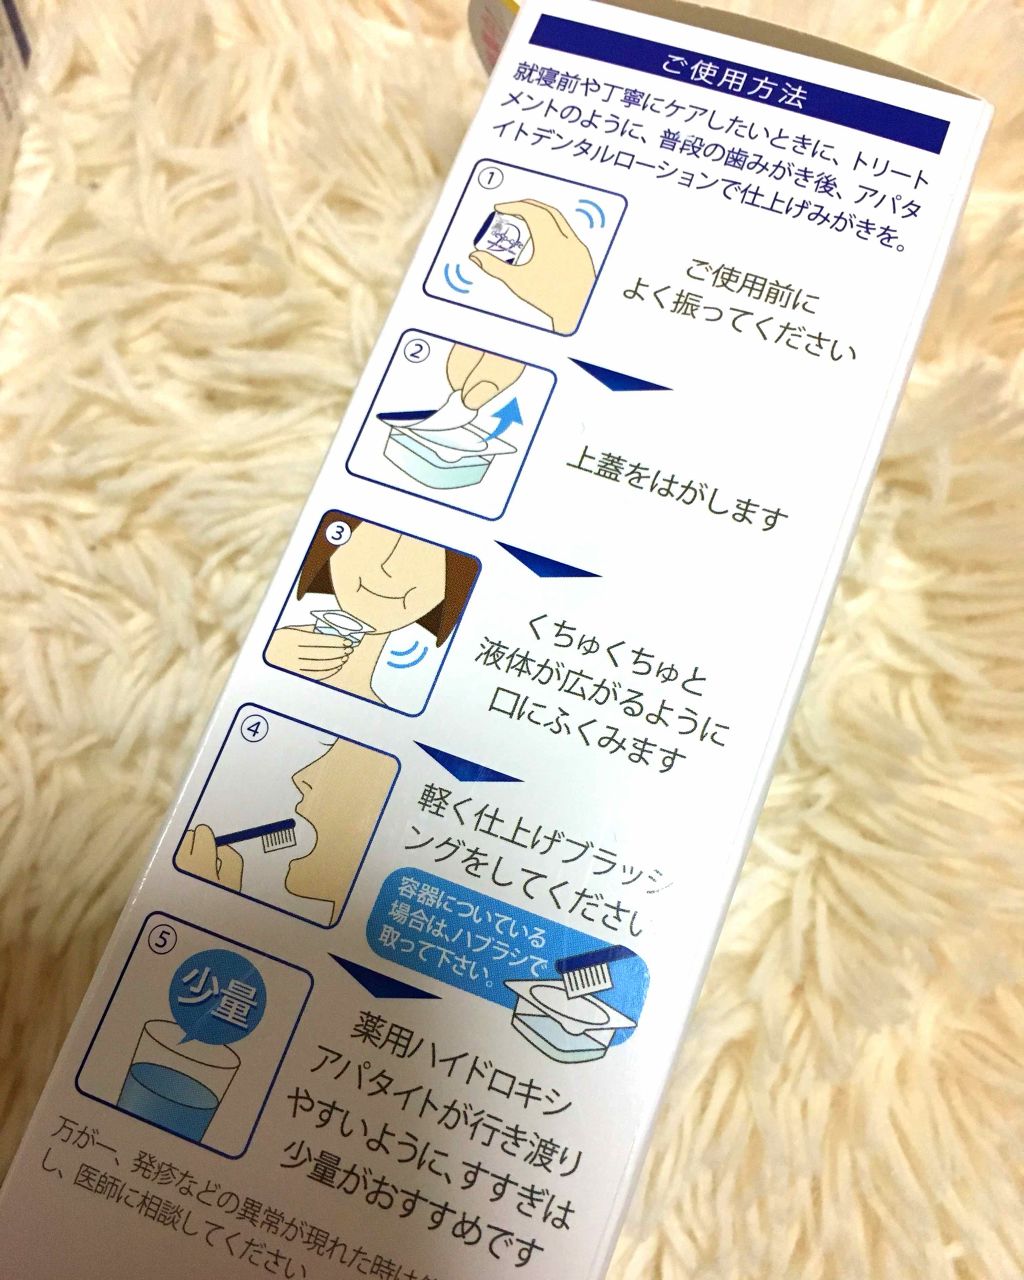 ご使用方法
就寝前や丁寧にケアしたいときに、トリート
メントのように、普段の歯みがき後、アパタ
イトデンタルローションで仕上げみがきを。
①
ご使用前に
よく振ってください
②
上蓋をはがします
③
くちゅくちゅと
液体が広がるように
口にふくみます
④
軽く仕上げブラッシ
ングをしてください
容器についている
場合は、ハブラシで
取って下さい。
⑤
少量
薬用ハイドロキシ
アパタイトが行き渡り
やすいように、すすぎは
少量がおすすめです
万が一、発疹などの異常が現れた時は
し、医師に相談してください